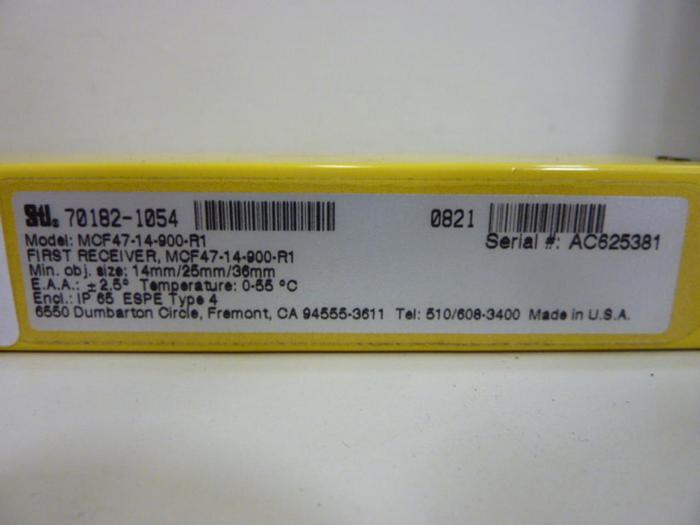 STI 70182-1054 0821
Model: MCF47-14-900-R1 Serial #: AC625381
FIRST RECEIVER, MCF47-14-900-R1
Min. obj. size: 14mm/25mm/36mm
E.A.A.: ±2.5° Temperature: 0-55 °C
Encl.: IP 65 ESPE Type 4
6550 Dumbarton Circle, Fremont, CA 94555-3611 Tel: 510/608-3400 Made in U.S.A.